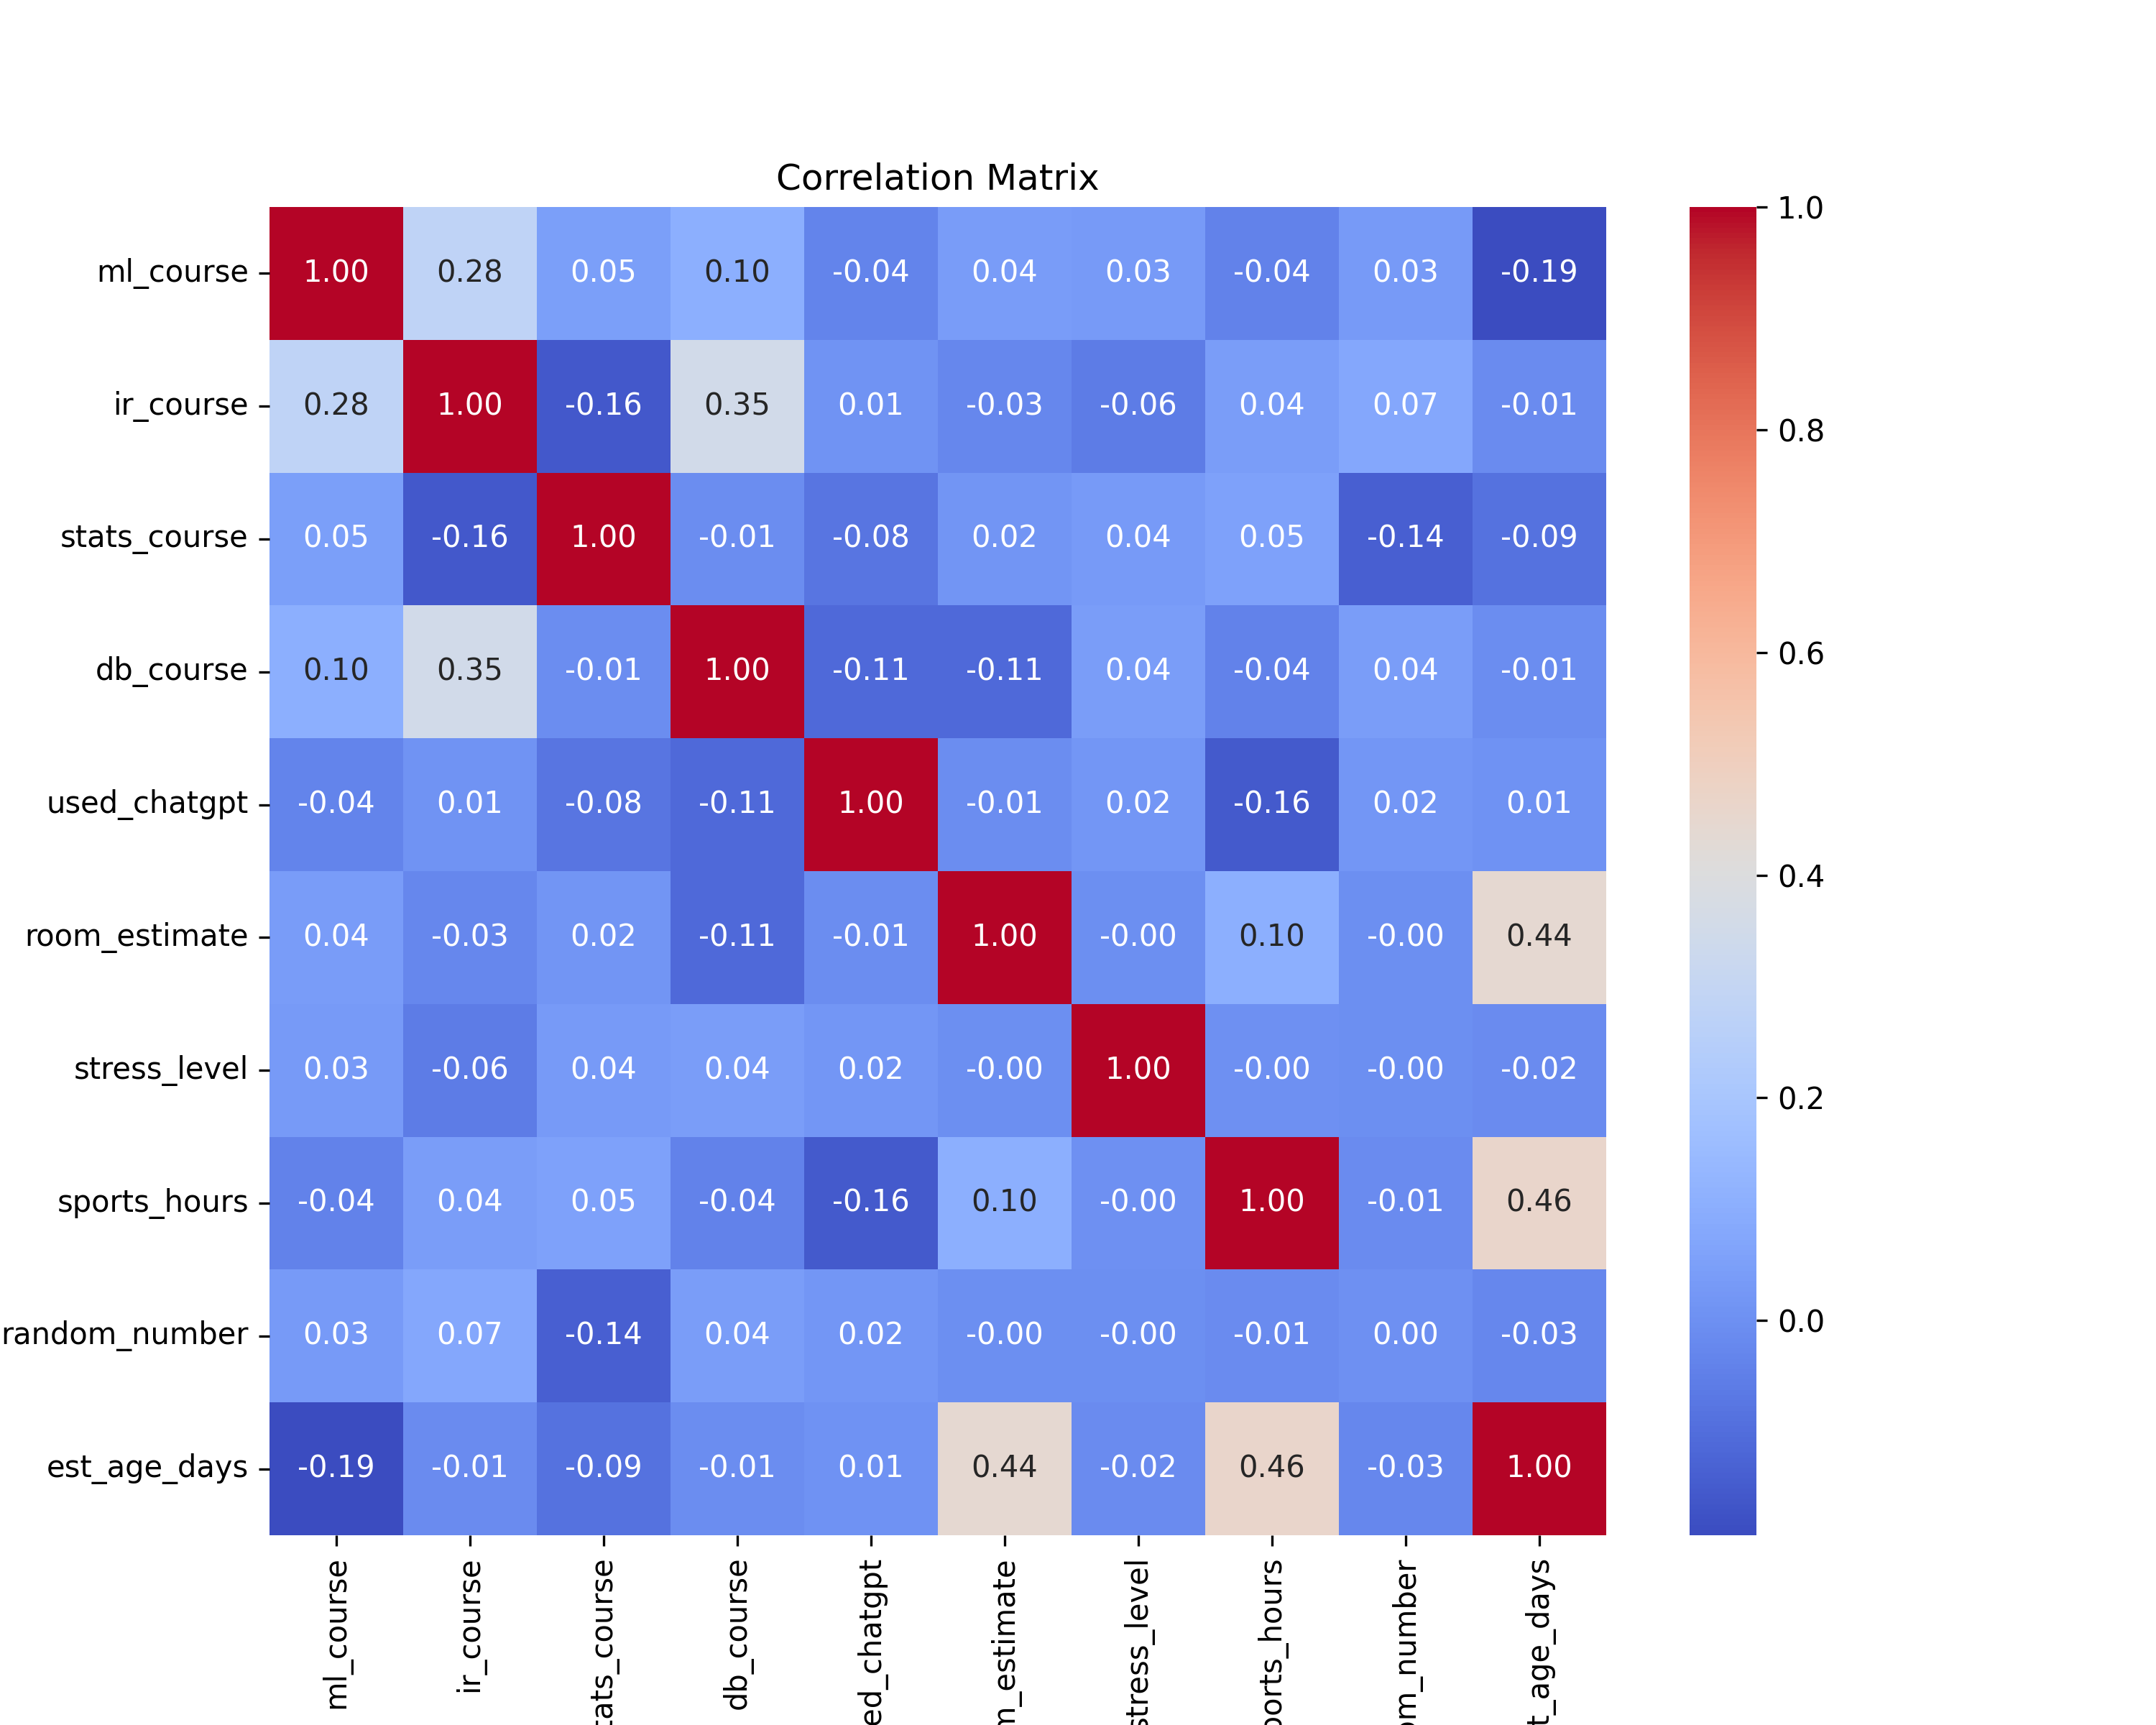 Correlation Matrix
ml_course 1.00 0.28 0.05 0.10 -0.04 0.04 0.03 -0.04 0.03 -0.19
ir_course 0.28 1.00 -0.16 0.35 0.01 -0.03 -0.06 0.04 0.07 -0.01
stats_course 0.05 -0.16 1.00 -0.01 -0.08 0.02 0.04 0.05 -0.14 -0.09
db_course 0.10 0.35 -0.01 1.00 -0.11 -0.11 0.04 -0.04 0.04 -0.01
used_chatgpt -0.04 0.01 -0.08 -0.11 1.00 -0.01 0.02 -0.16 0.02 0.01
room_estimate 0.04 -0.03 0.02 -0.11 -0.01 1.00 -0.00 0.10 -0.00 0.44
stress_level 0.03 -0.06 0.04 0.04 0.02 -0.00 1.00 -0.00 -0.00 -0.02
sports_hours -0.04 0.04 0.05 -0.04 -0.16 0.10 -0.00 1.00 -0.01 0.46
random_number 0.03 0.07 -0.14 0.04 0.02 -0.00 -0.00 -0.01 0.00 -0.03
est_age_days -0.19 -0.01 -0.09 -0.01 0.01 0.44 -0.02 0.46 -0.03 1.00
ml_course ir_course tats_course db_course ed_chatgpt m_estimate stress_level ports_hours om_number t_age_days
1.0
0.8
0.6
0.4
0.2
0.0